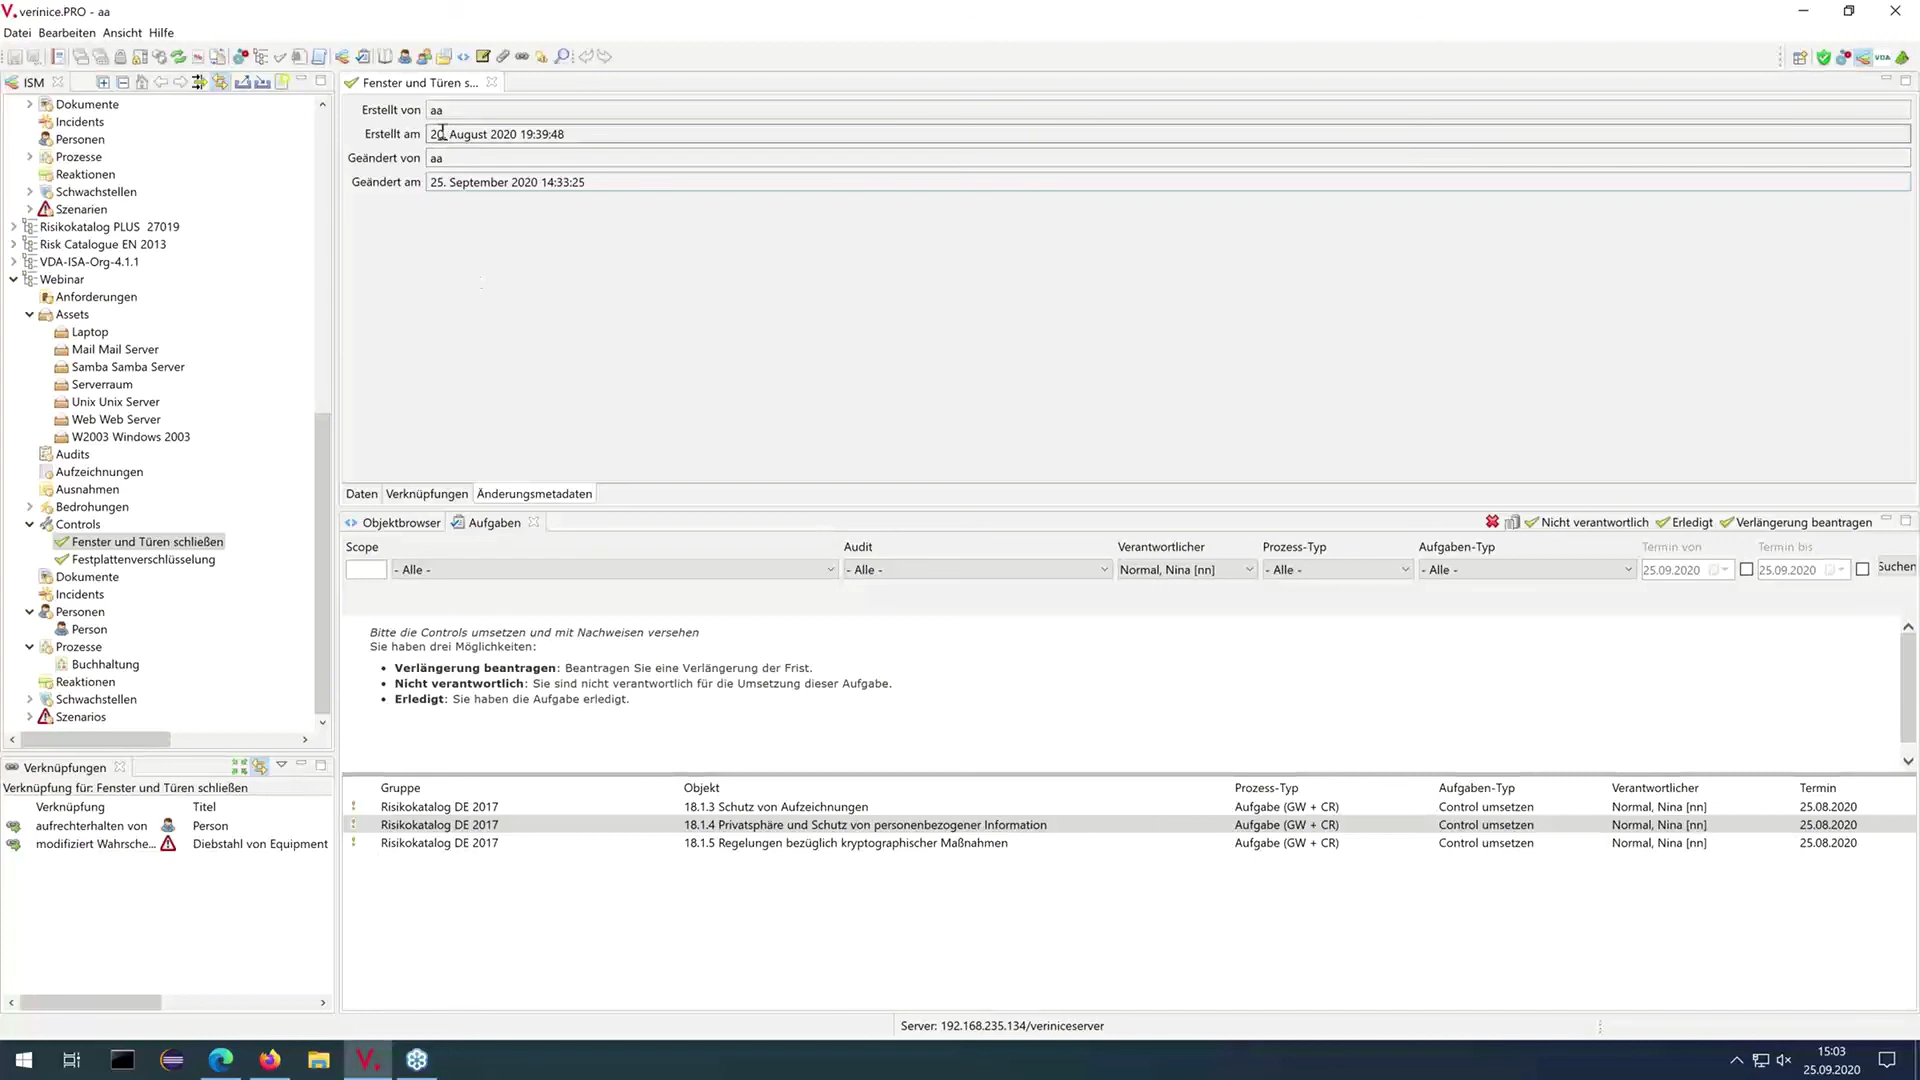 verinice.PRO - aa
Datei Bearbeiten Ansicht Hilfe
VDA
ISM
Dokumente
Incidents
Personen
Prozesse
Reaktionen
Schwachstellen
Szenarien
Risikokatalog PLUS 27019
Risk Catalogue EN 2013
VDA-ISA-Org-4.1.1
Webinar
Anforderungen
Assets
Laptop
Mail Mail Server
Samba Samba Server
Serverraum
Unix Unix Server
Web Web Server
W2003 Windows 2003
Audits
Aufzeichnungen
Ausnahmen
Bedrohungen
Controls
Fenster und Türen schließen
Festplattenverschlüsselung
Dokumente
Incidents
Personen
Person
Prozesse
Buchhaltung
Reaktionen
Schwachstellen
Szenarios
Verknüpfungen
Verknüpfung für: Fenster und Türen schließen
Verknüpfung Titel
aufrechterhalten von Person
modifiziert Wahrsche... Diebstahl von Equipment
Fenster und Türen s...
Erstellt von aa
Erstellt am 20. August 2020 19:39:48
Geändert von aa
Geändert am 25. September 2020 14:33:25
Daten Verknüpfungen Änderungsmetadaten
Objektbrowser Aufgaben Nicht verantwortlich Erledigt Verlängerung beantragen
Scope Audit Verantwortlicher Prozess-Typ Aufgaben-Typ Termin von Termin bis
- Alle - - Alle - Normal, Nina [nn] - Alle - - Alle - 25.09.2020 25.09.2020 Suchen
Bitte die Controls umsetzen und mit Nachweisen versehen
Sie haben drei Möglichkeiten:
• Verlängerung beantragen: Beantragen Sie eine Verlängerung der Frist.
• Nicht verantwortlich: Sie sind nicht verantwortlich für die Umsetzung dieser Aufgabe.
• Erledigt: Sie haben die Aufgabe erledigt.
Gruppe Objekt Prozess-Typ Aufgaben-Typ Verantwortlicher Termin
Risikokatalog DE 2017 18.1.3 Schutz von Aufzeichnungen Aufgabe (GW + CR) Control umsetzen Normal, Nina [nn] 25.08.2020
Risikokatalog DE 2017 18.1.4 Privatsphäre und Schutz von personenbezogener Information Aufgabe (GW + CR) Control umsetzen Normal, Nina [nn] 25.08.2020
Risikokatalog DE 2017 18.1.5 Regelungen bezüglich kryptographischer Maßnahmen Aufgabe (GW + CR) Control umsetzen Normal, Nina [nn] 25.08.2020
Server: 192.168.235.134/veriniceserver
15:03
25.09.2020